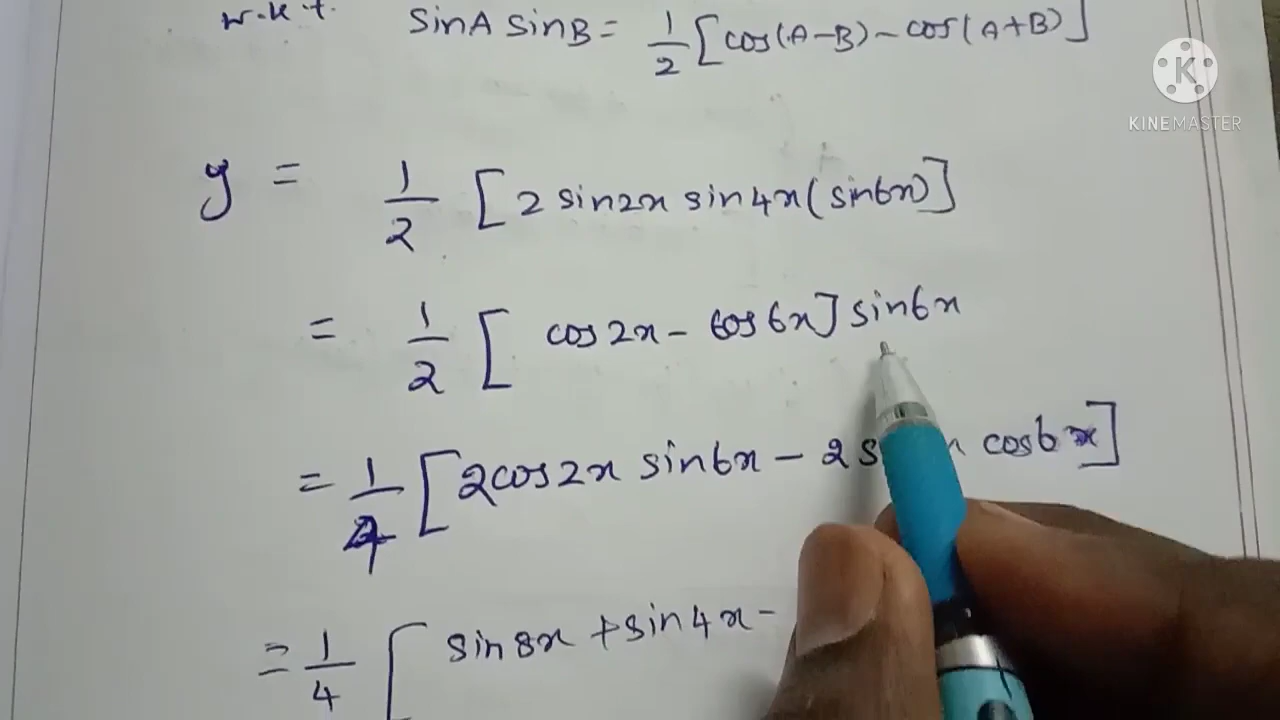 w.k.t. sinA sinB = 1/2 [cos(A-B) - cos(A+B)]
KINEMASTER
y = 1/2 [2 sin2x sin4x (sin6x)]
= 1/2 [cos2x - cos6x] sin6x
= 1/4 [2cos2x sin6x - 2 cos6x]
= 1/4 [sin8x + sin4x -